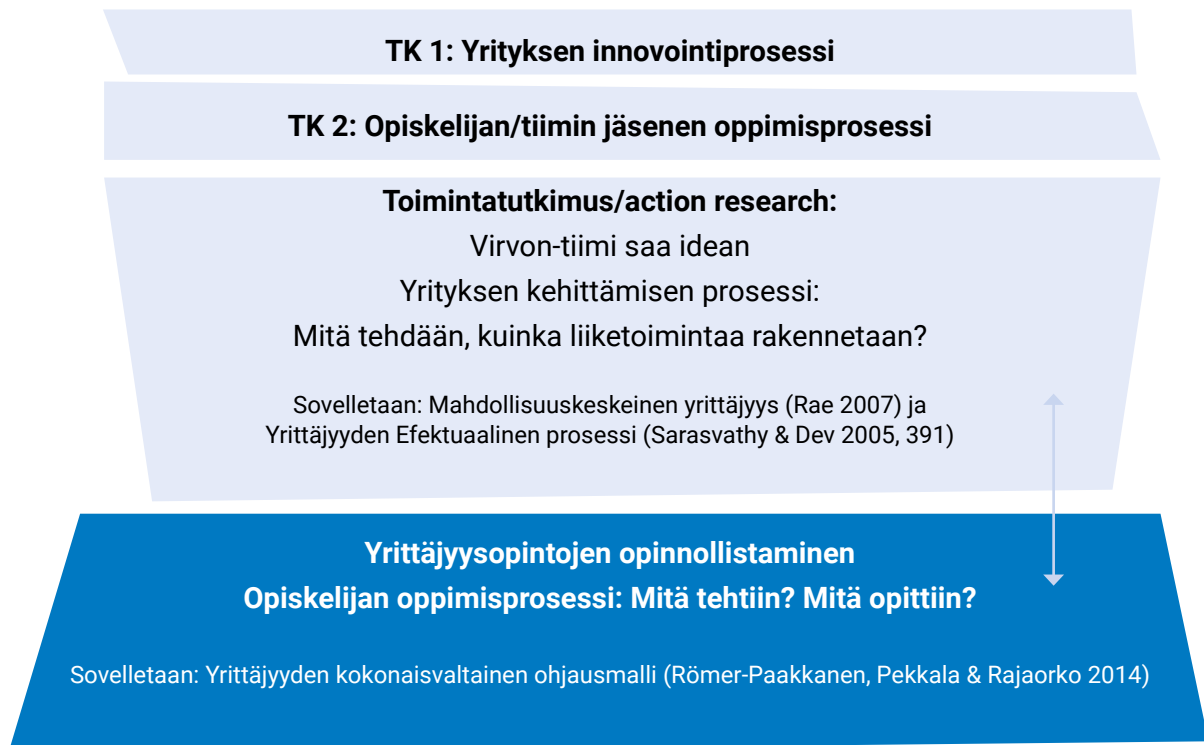 TK 1: Yrityksen innovointiprosessi
TK 2: Opiskelijan/tiimin jäsenen oppimisprosessi
Toimintatutkimus/action research:
Virvon-tiimi saa idean
Yrityksen kehittämisen prosessi:
Mitä tehdään, kuinka liiketoimintaa rakennetaan?
Sovelletaan: Mahdollisuuskeskeinen yrittäjyys (Rae 2007) ja
Yrittäjyyden Efektuaalinen prosessi (Sarasvathy & Dev 2005, 391)
Yrittäjyysopintojen opinnollistaminen
Opiskelijan oppimisprosessi: Mitä tehtiin? Mitä opittiin?
Sovelletaan: Yrittäjyyden kokonaisvaltainen ohjausmalli (Römer-Paakkanen, Pekkala & Rajaorko 2014)